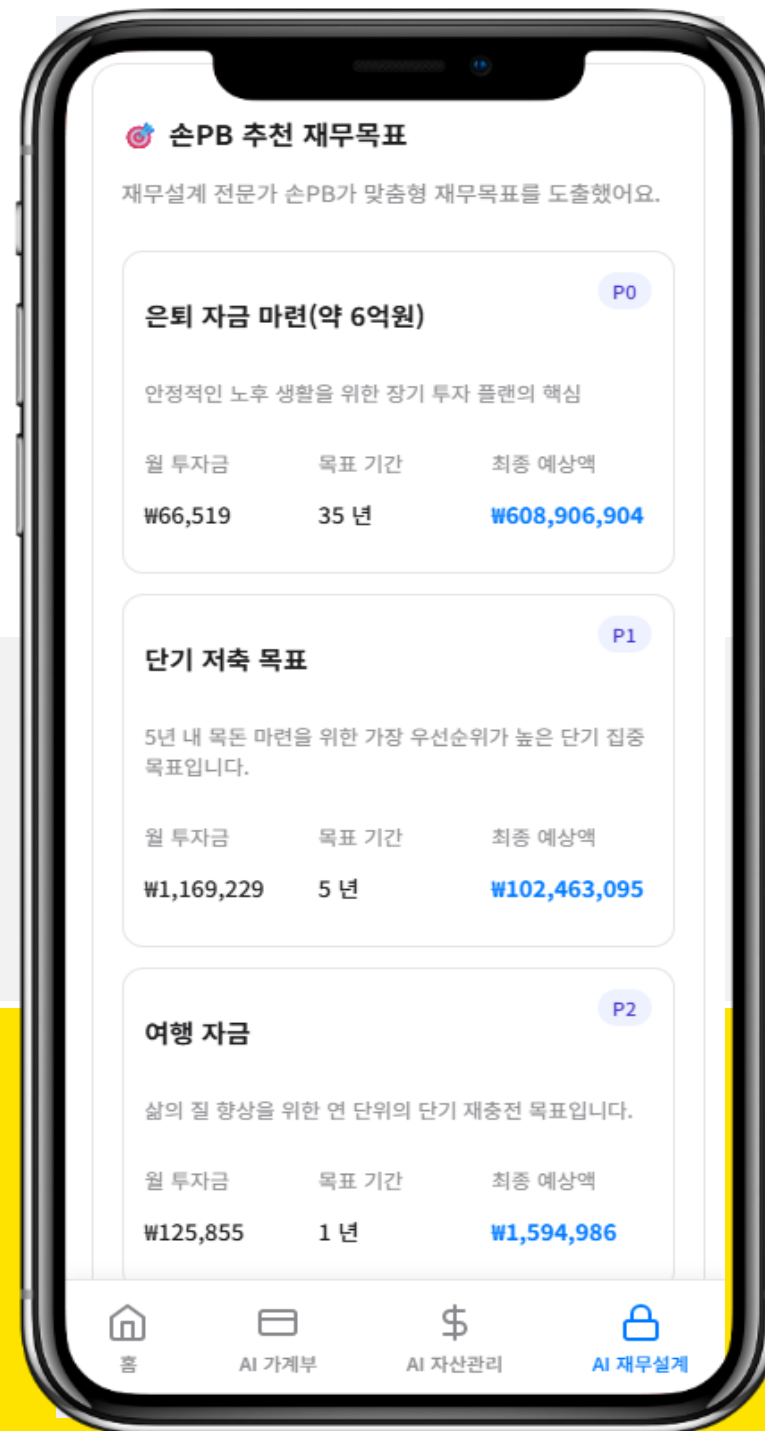 손PB 추천 재무목표
재무설계 전문가 손PB가 맞춤형 재무목표를 도출했어요.
P0
은퇴 자금 마련(약 6억원)
안정적인 노후 생활을 위한 장기 투자 플랜의 핵심
월 투자금 목표 기간 최종 예상액
₩66,519 35 년 ₩608,906,904
P1
단기 저축 목표
5년 내 목돈 마련을 위한 가장 우선순위가 높은 단기 집중
목표입니다.
월 투자금 목표 기간 최종 예상액
₩1,169,229 5 년 ₩102,463,095
P2
여행 자금
삶의 질 향상을 위한 연 단위의 단기 재충전 목표입니다.
월 투자금 목표 기간 최종 예상액
₩125,855 1 년 ₩1,594,986
홈 AI 가계부 AI 자산관리 AI 재무설계